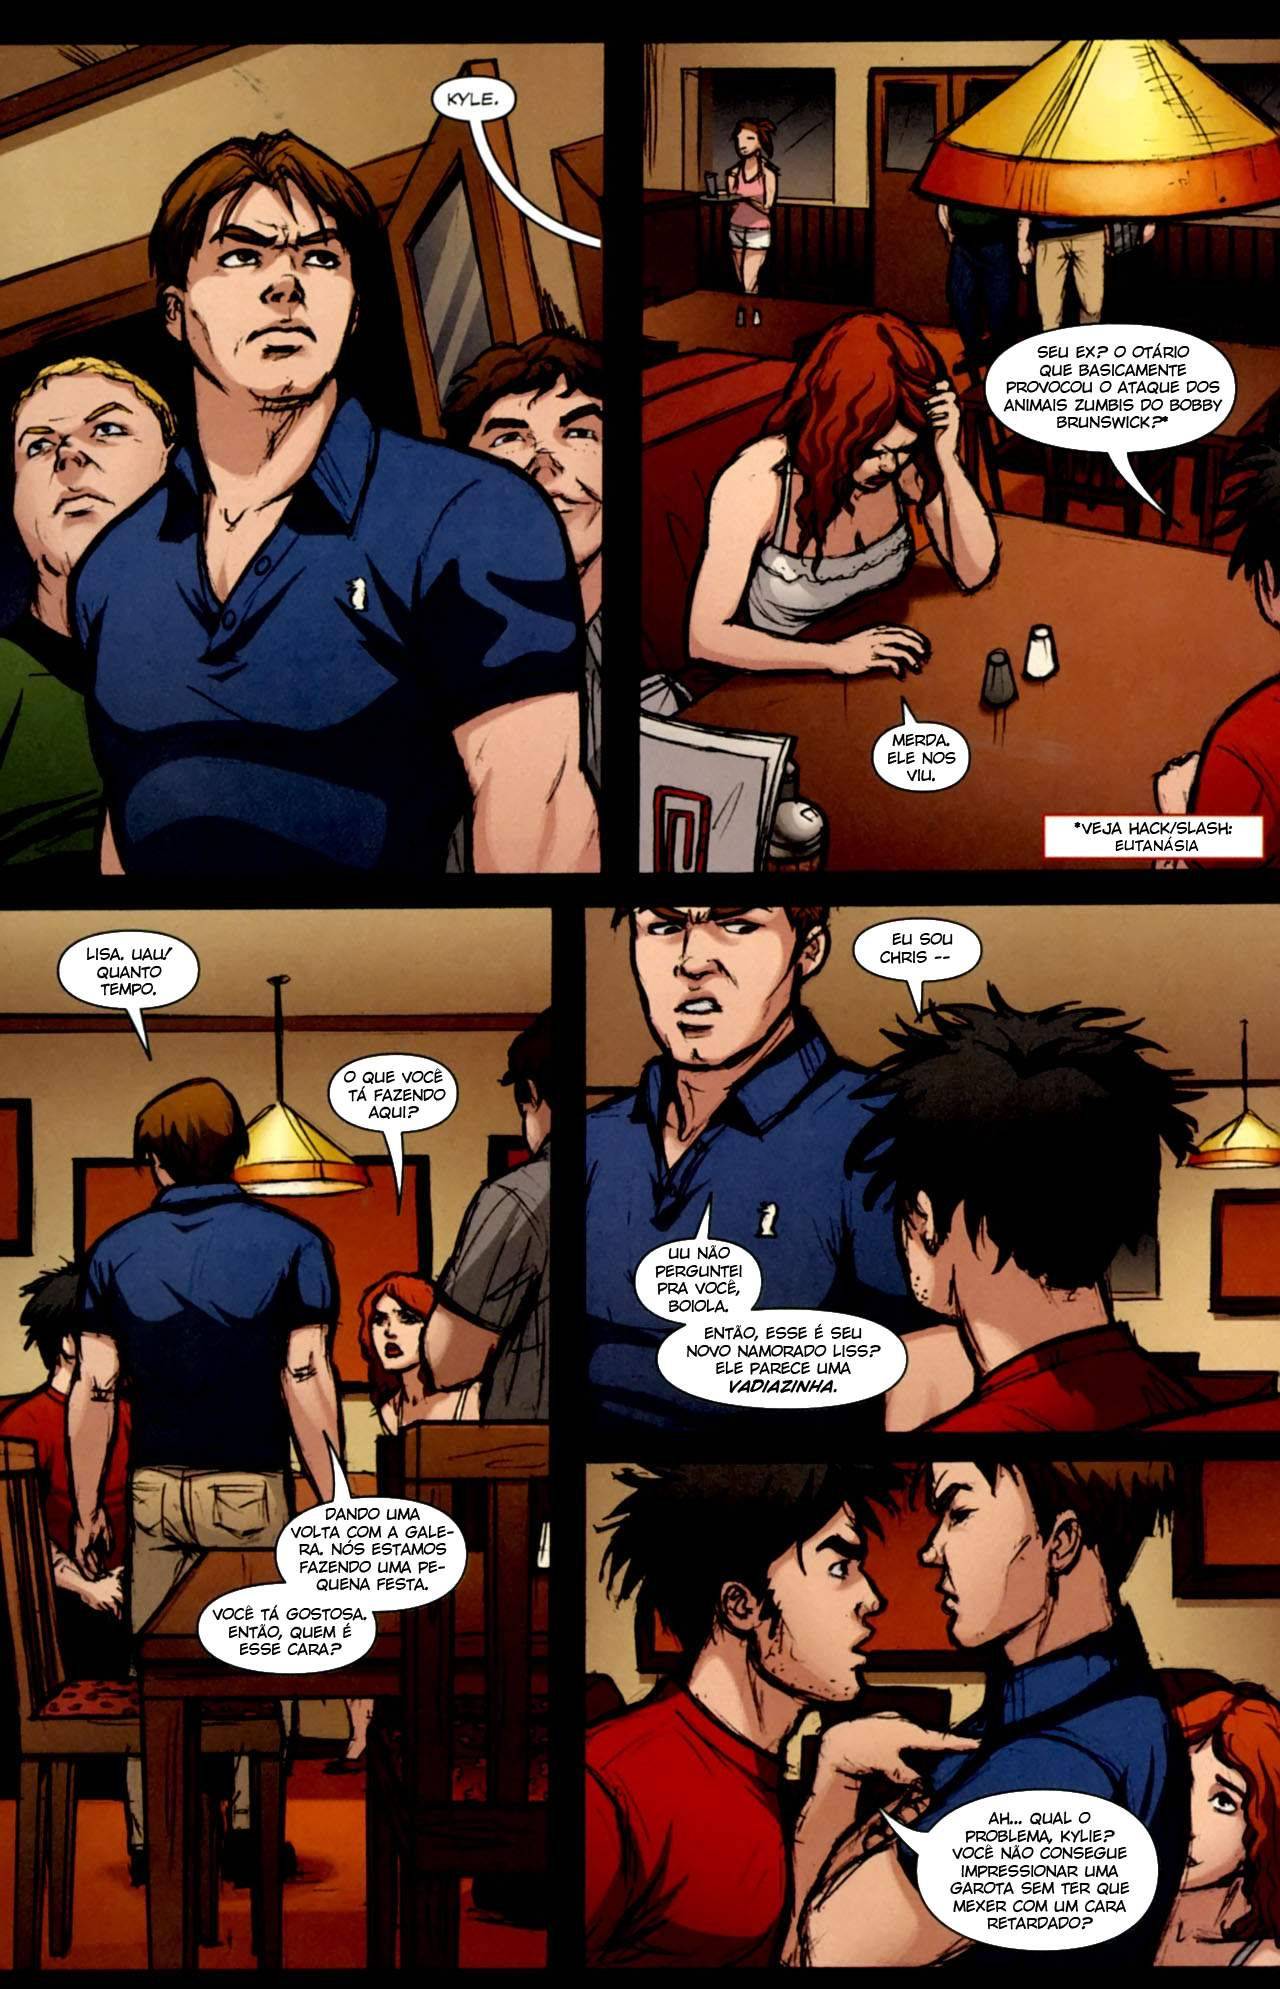 KYLE.
SEU EX? O OTÁRIO
QUE BASICAMENTE
PROVOCOU O ATAQUE DOS
ANIMAIS ZUMBIS DO BOBBY
BRUNSWICK?*
MERDA.
ELE NOS
VIU.
*VEJA HACK/SLASH:
EUTANÁSIA
LISA. UAU!
QUANTO
TEMPO.
O QUE VOCÊ
TÁ FAZENDO
AQUI?
DANDO UMA
VOLTA COM A GALE-
RA. NÓS ESTAMOS
FAZENDO UMA PE-
QUENA FESTA.
VOCÊ TÁ GOSTOSA.
ENTÃO, QUEM É
ESSE CARA?
EU SOU
CHRIS --
UU NÃO
PERGUNTEI
PRA VOCÊ,
BOIOLA.
ENTÃO, ESSE É SEU
NOVO NAMORADO LISS?
ELE PARECE UMA
VADIAZINHA.
AH... QUAL O
PROBLEMA, KYLIE?
VOCÊ NÃO CONSEGUE
IMPRESSIONAR UMA
GAROTA SEM TER QUE
MEXER COM UM CARA
RETARDADO?